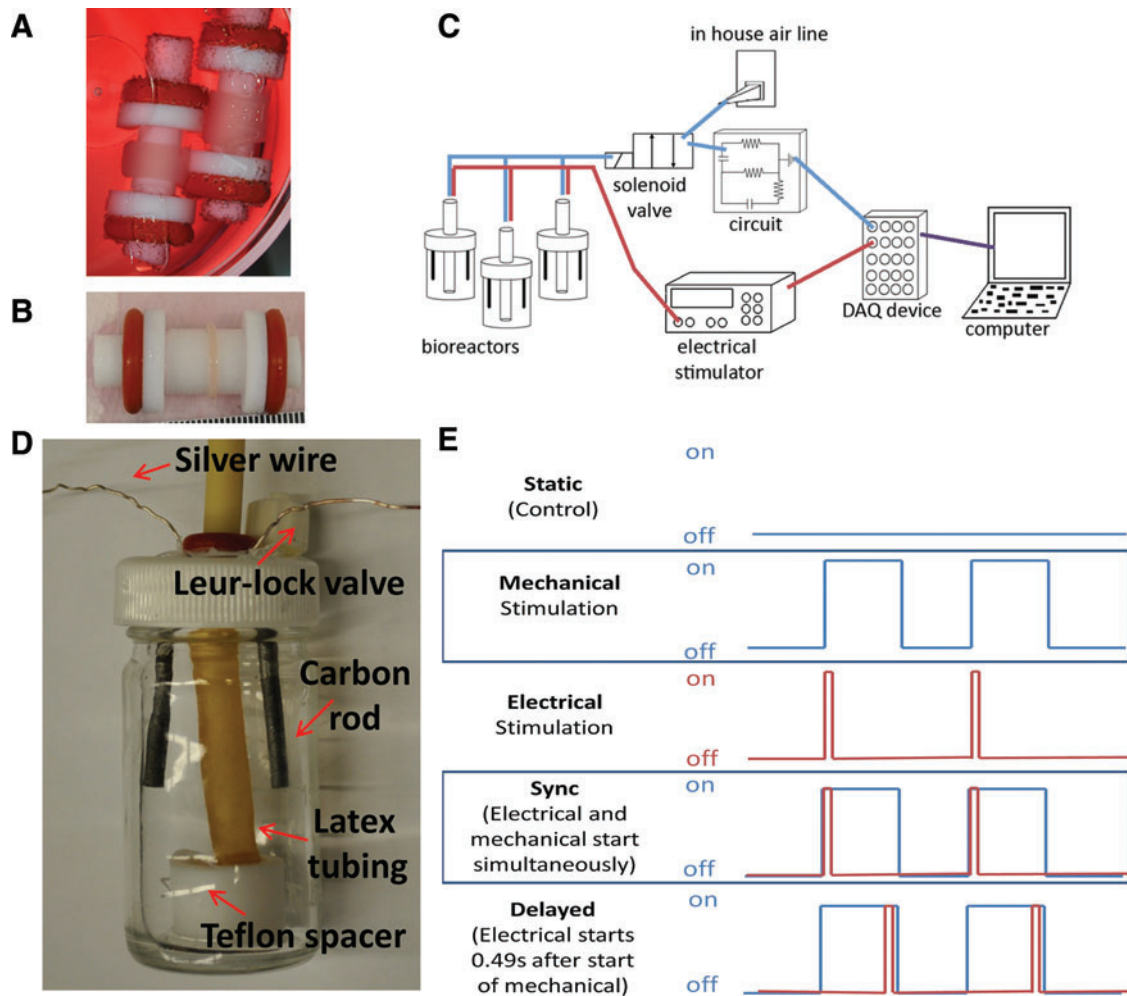 A
B
C
in house air line
solenoid
valve
circuit
bioreactors
electrical
stimulator
DAQ device
computer
D
Silver wire
Leur-lock valve
Carbon
rod
Latex
tubing
Teflon spacer
E
Static
(Control)
on
off
Mechanical
Stimulation
on
off
Electrical
Stimulation
on
off
Sync
(Electrical and
mechanical start
simultaneously)
on
off
Delayed
(Electrical starts
0.49s after start
of mechanical)
on
off